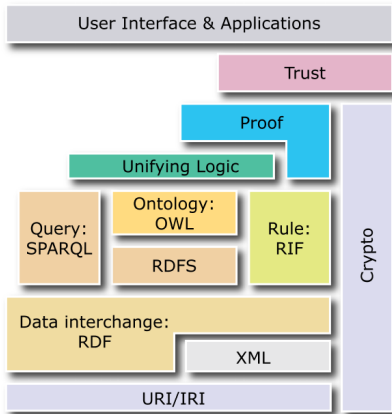 User Interface & Applications
Trust
Proof
Unifying Logic
Query:
SPARQL
Ontology:
OWL
RDFS
Rule:
RIF
Crypto
Data interchange:
RDF
XML
URI/IRI